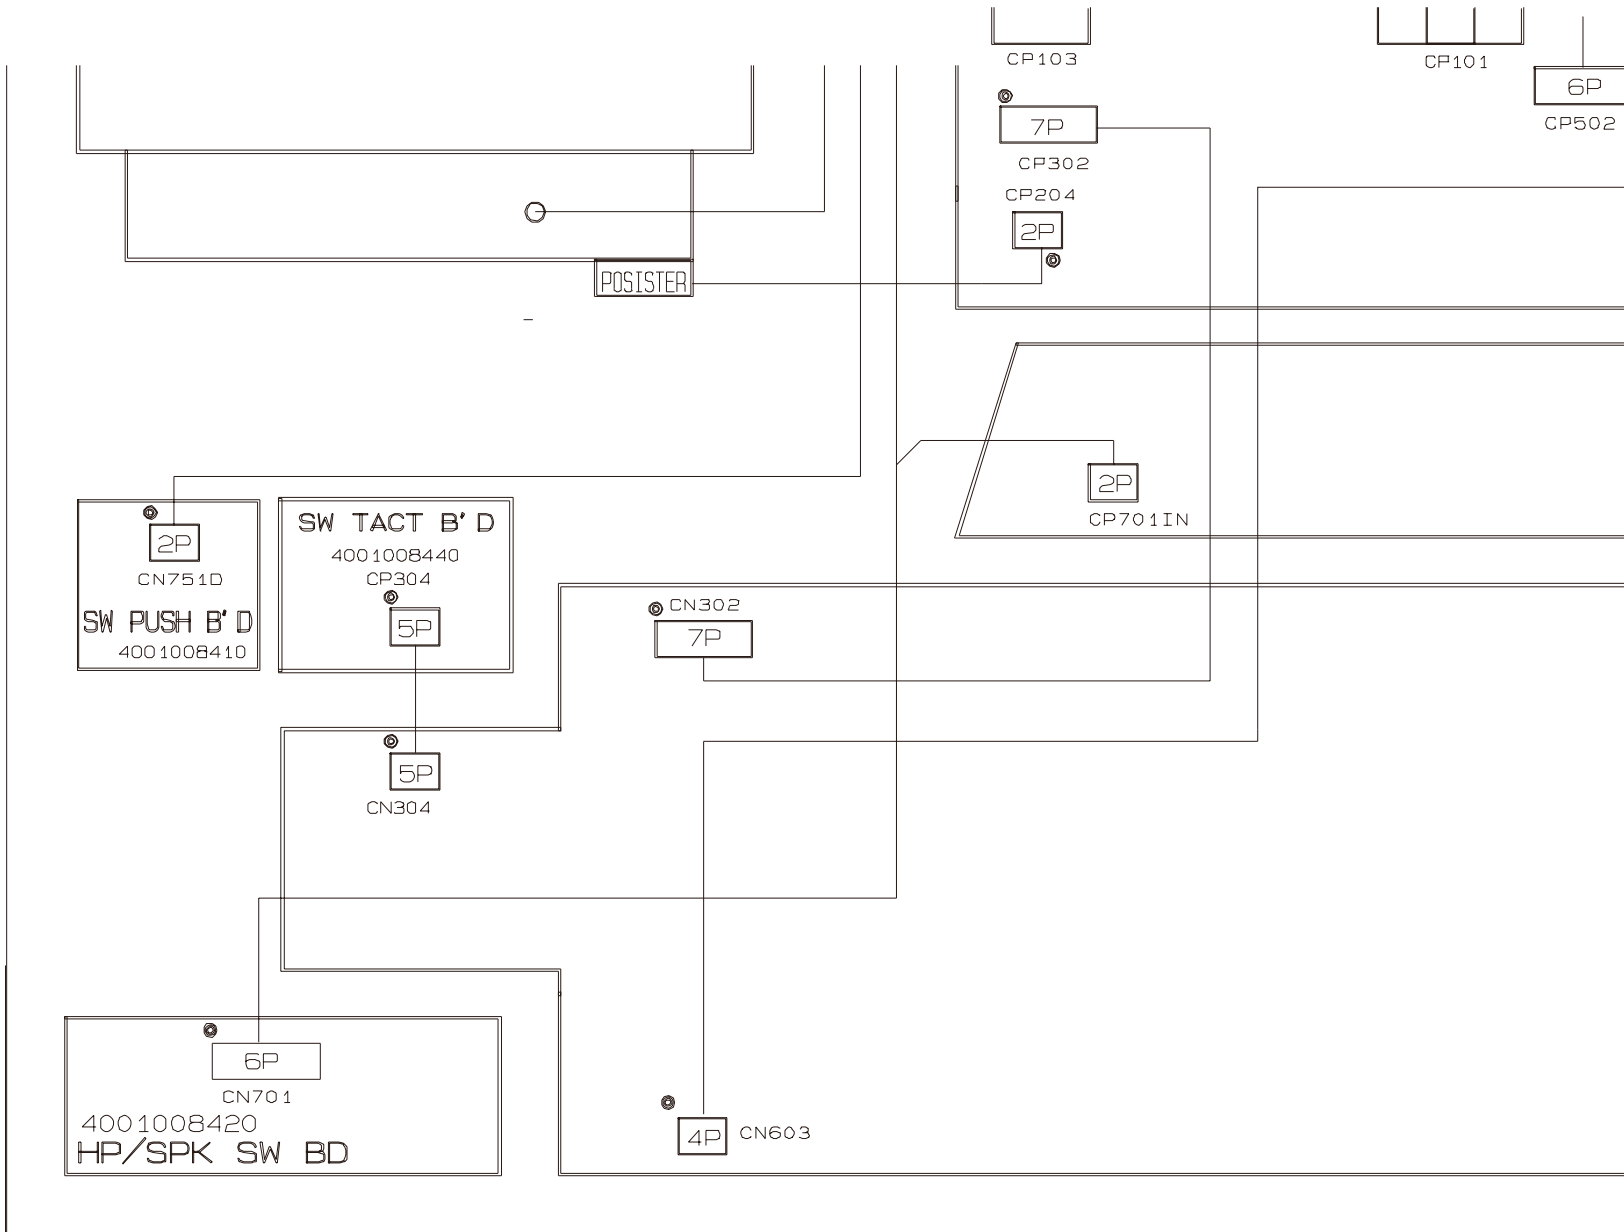 CP103
CP101
6P
CP502
7P
CP302
CP204
2P
POSISTER
2P
CP701IN
2P
CN751D
SW PUSH B'D
4001008410
SW TACT B'D
4001008440
CP304
5P
CN302
7P
5P
CN304
6P
CN701
4001008420
HP/SPK SW BD
4P
CN603